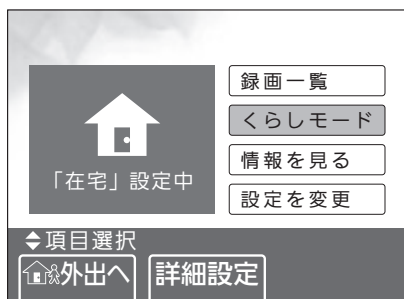 録画一覧
くらしモード
情報を見る
「在宅」設定中
設定を変更
項目選択
外出へ
詳細設定